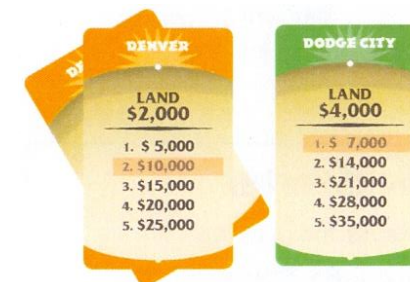 DENVER
LAND
$2,000
1. $ 5,000
2. $10,000
3. $15,000
4. $20,000
5. $25,000
DODGE CITY
LAND
$4,000
1. $ 7,000
2. $14,000
3. $21,000
4. $28,000
5. $35,000